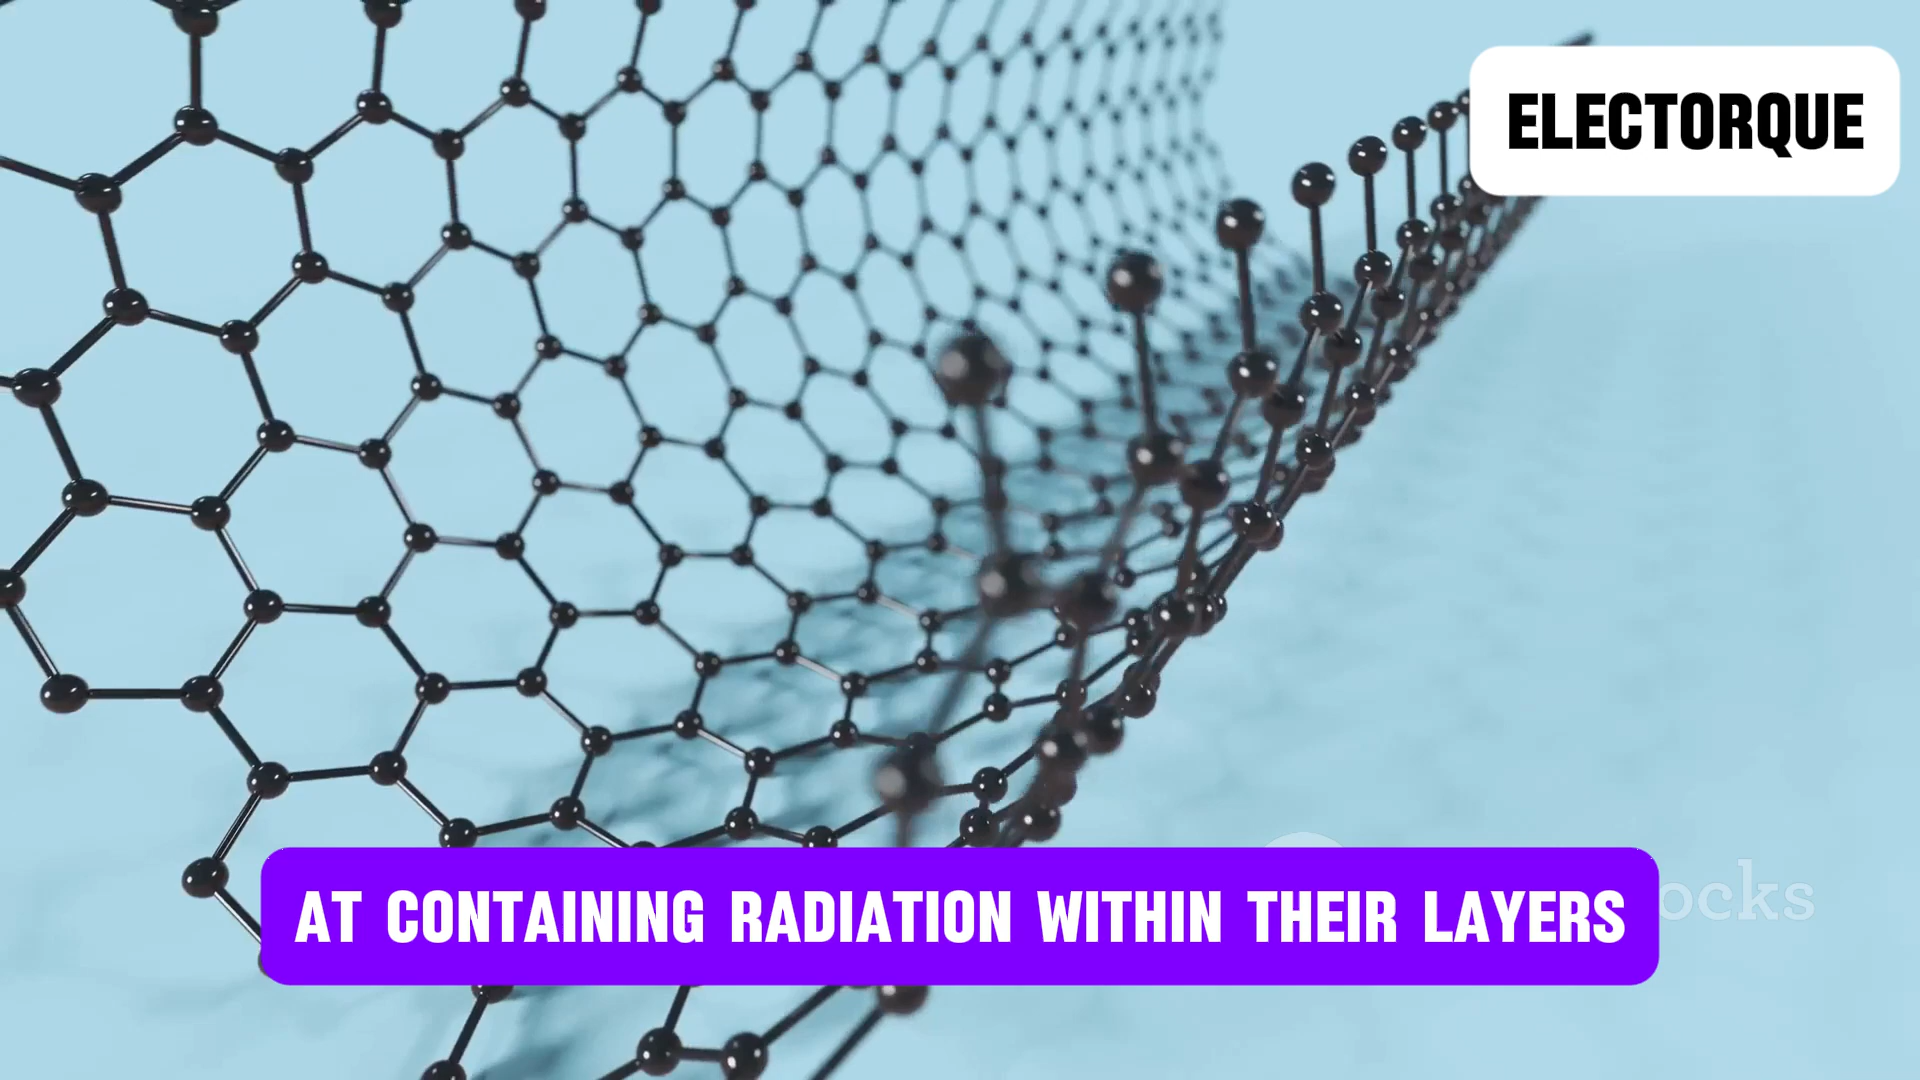 ELECTORQUE
AT CONTAINING RADIATION WITHIN THEIR LAYERS